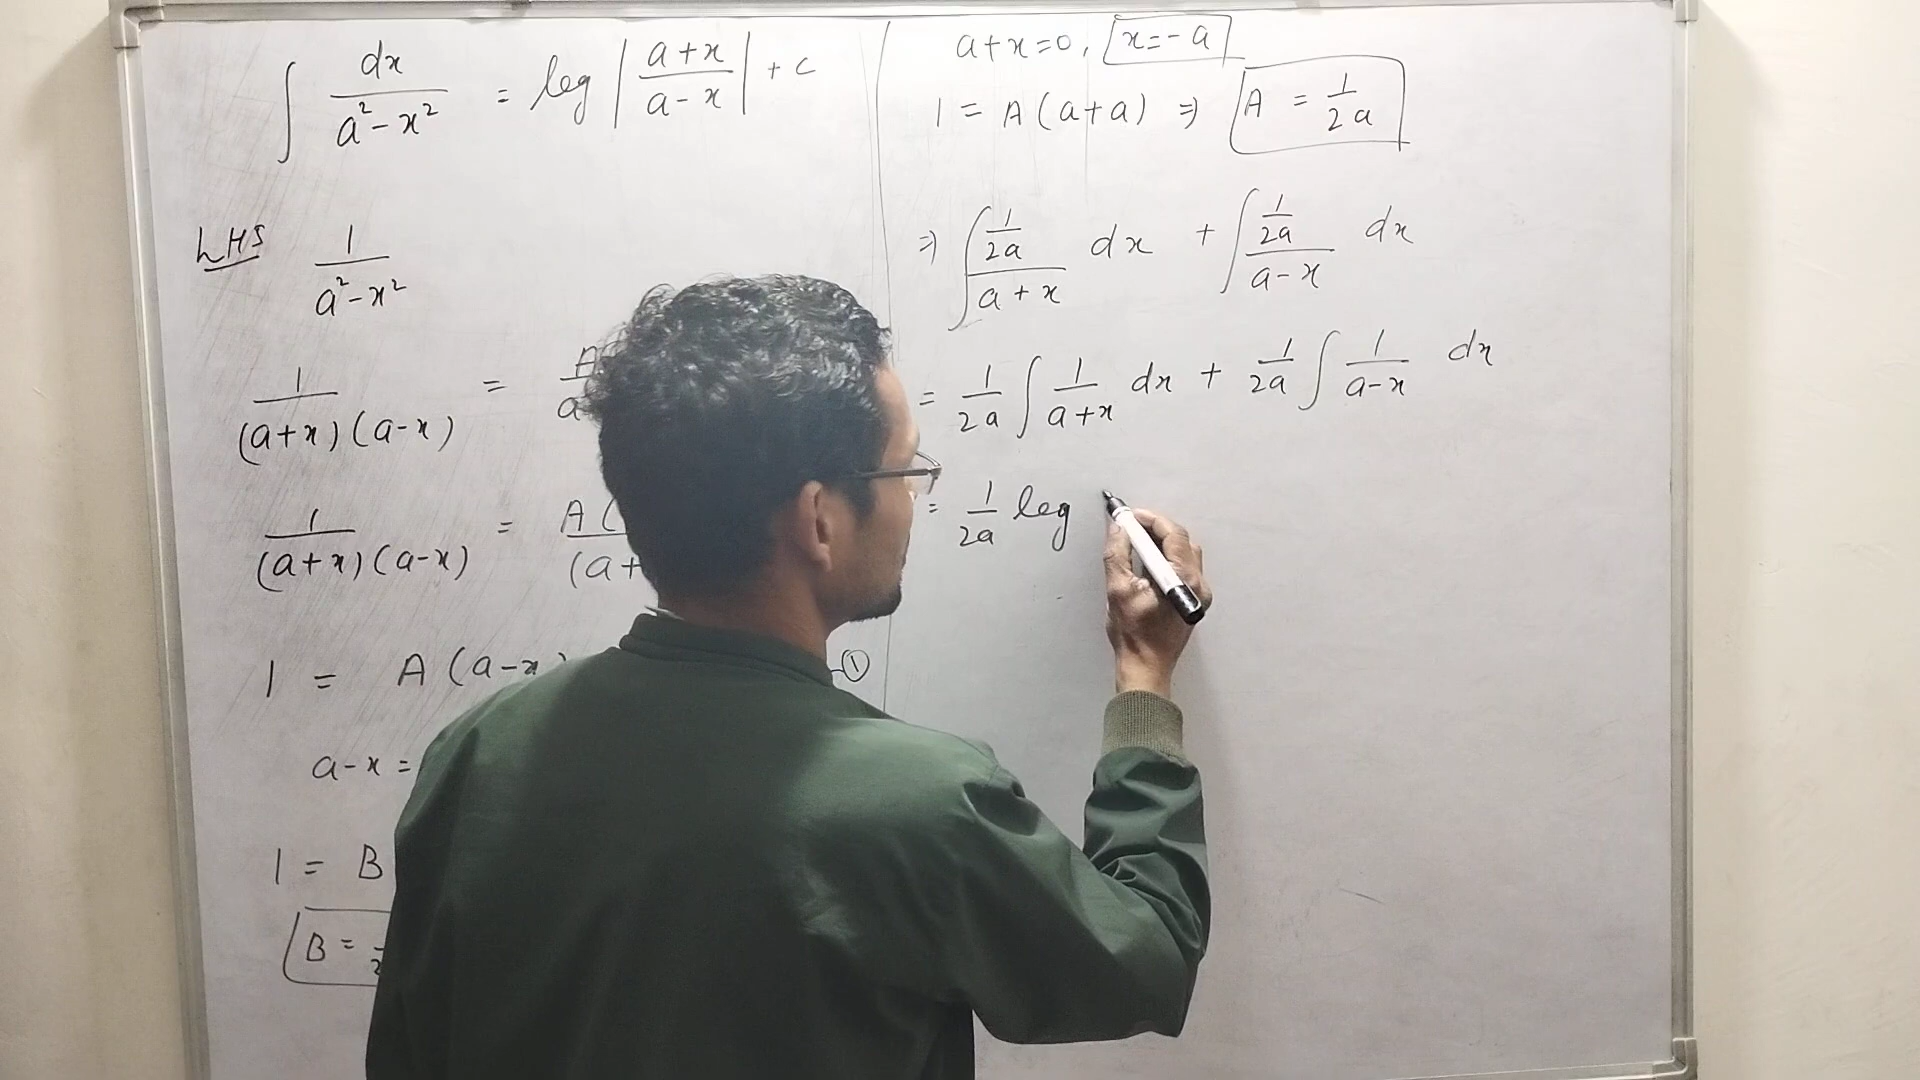 ∫ dx / (a² - x²) = log | (a + x) / (a - x) | + c
LHS 1 / (a² - x²)
1 / ((a+x)(a-x)) =
1 / ((a+x)(a-x)) = A(
1 = A(a-x) ①
a-x =
1 = B
B =
a+x=0, x=-a
1 = A(a+a) ⇒ A = 1/2a
⇒ ∫ (1/2a) / (a+x) dx + ∫ (1/2a) / (a-x) dx
= 1/2a ∫ 1/(a+x) dx + 1/2a ∫ 1/(a-x) dx
= 1/2a log